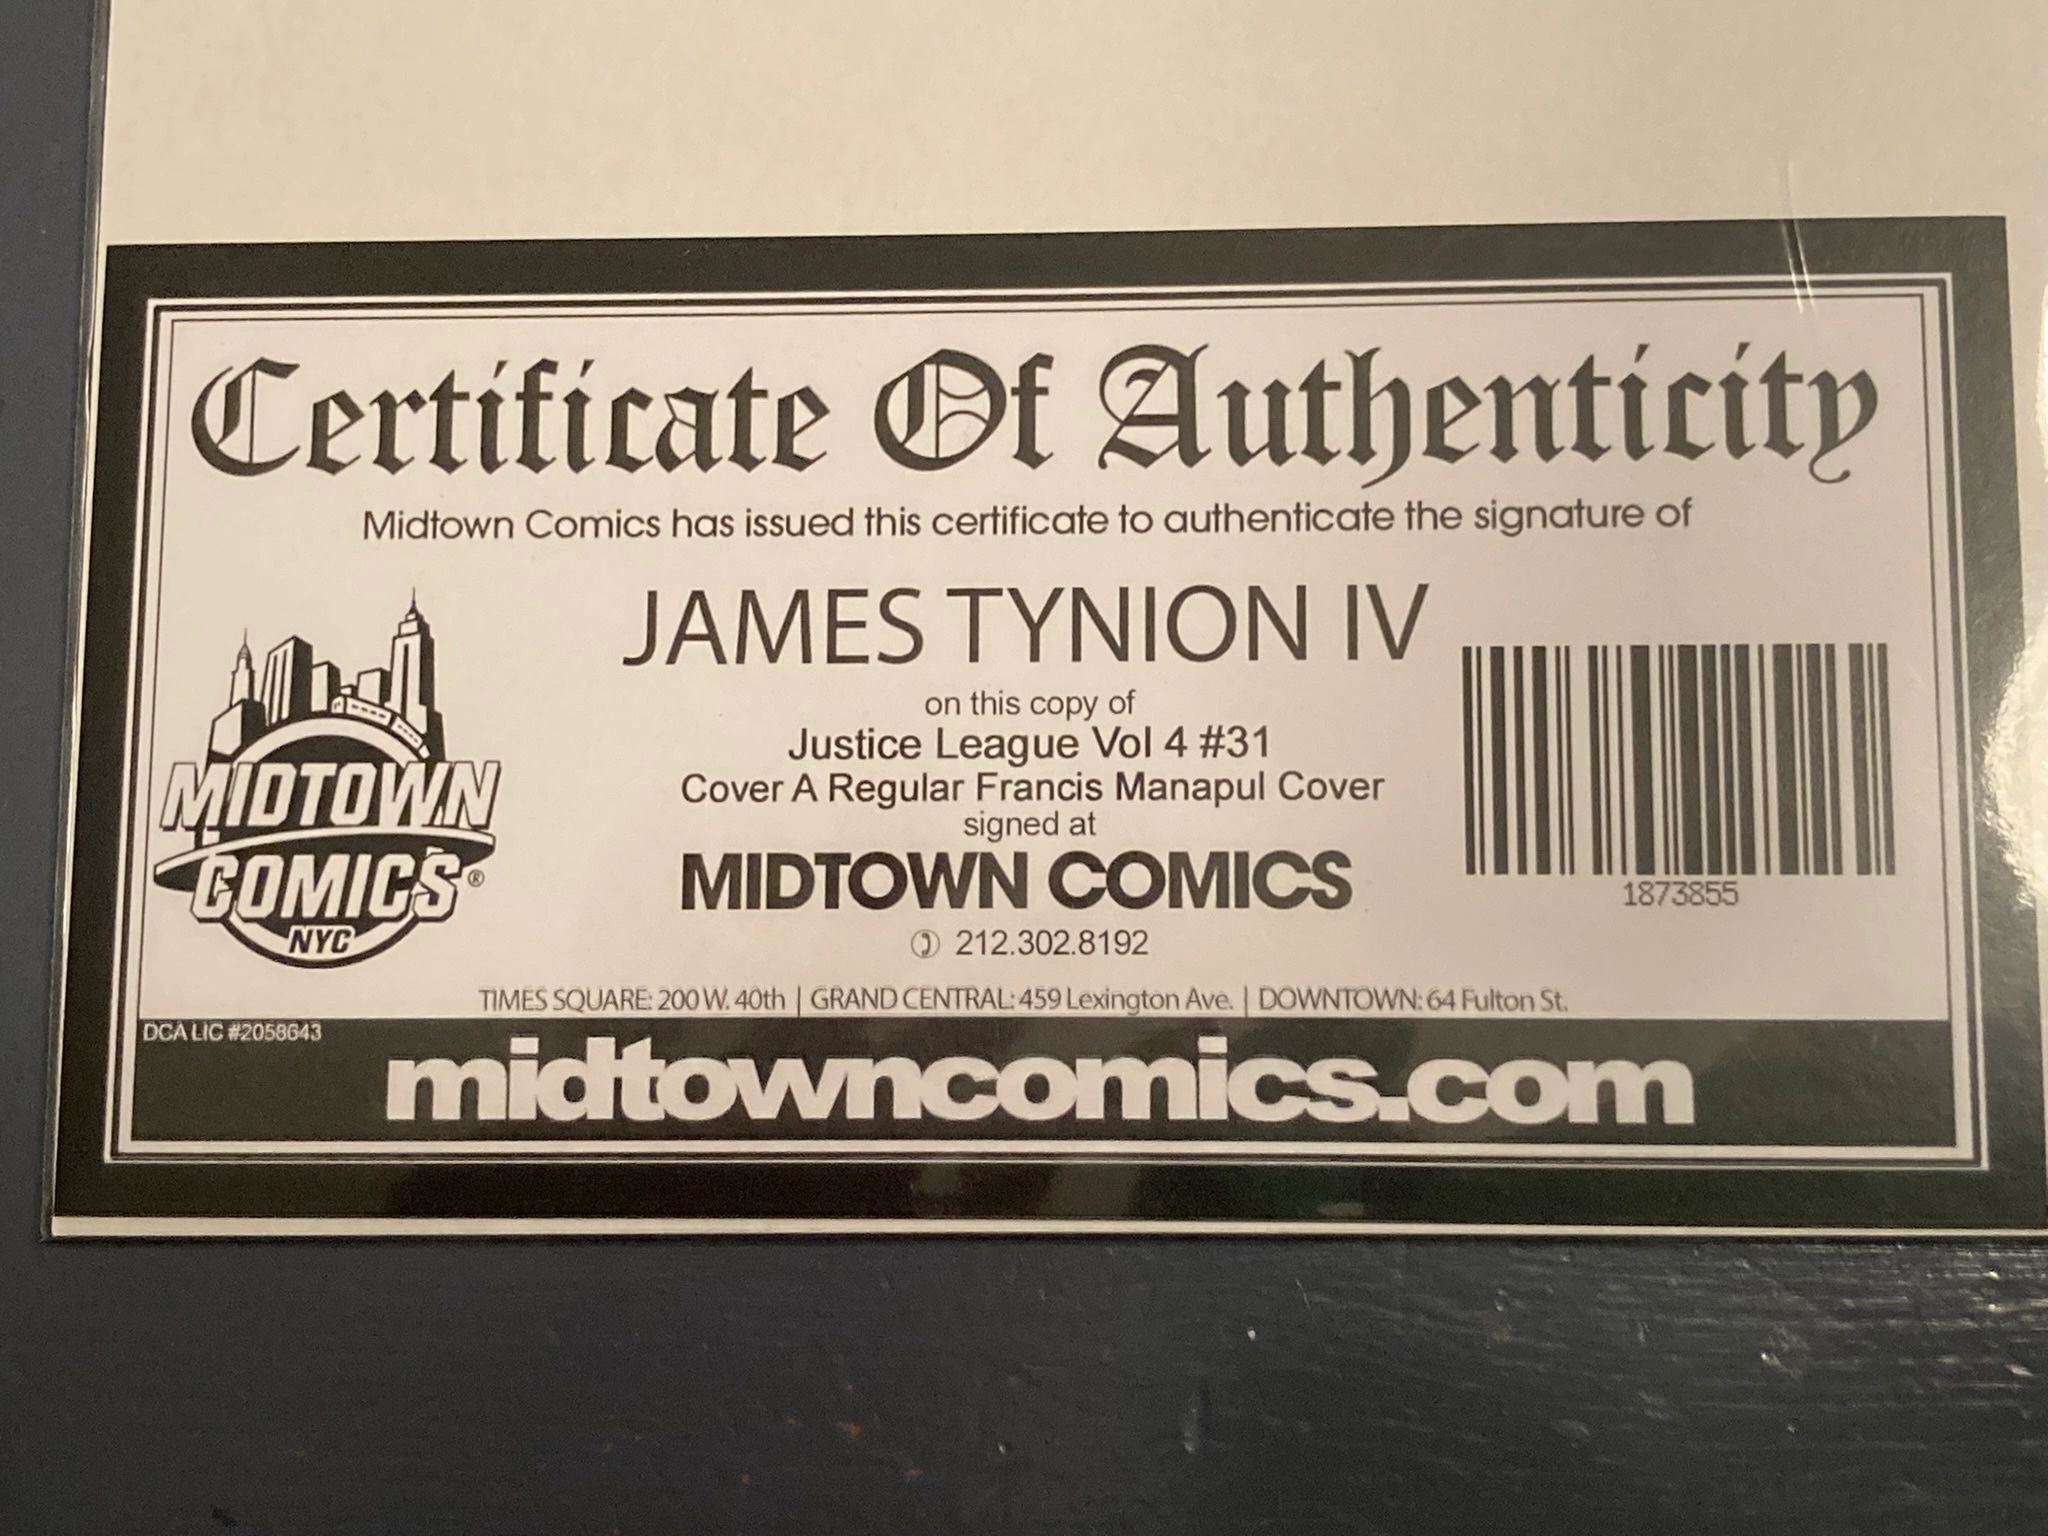 Certificate Of Authenticity
Midtown Comics has issued this certificate to authenticate the signature of
JAMES TYNION IV
on this copy of
Justice League Vol 4 #31
Cover A Regular Francis Manapul Cover
signed at
MIDTOWN COMICS
212.302.8192
MIDTOWN
COMICS®
NYC
1873855
TIMES SQUARE: 200 W. 40th | GRAND CENTRAL: 459 Lexington Ave. | DOWNTOWN: 64 Fulton St.
DCA LIC #2058643
midtowncomics.com